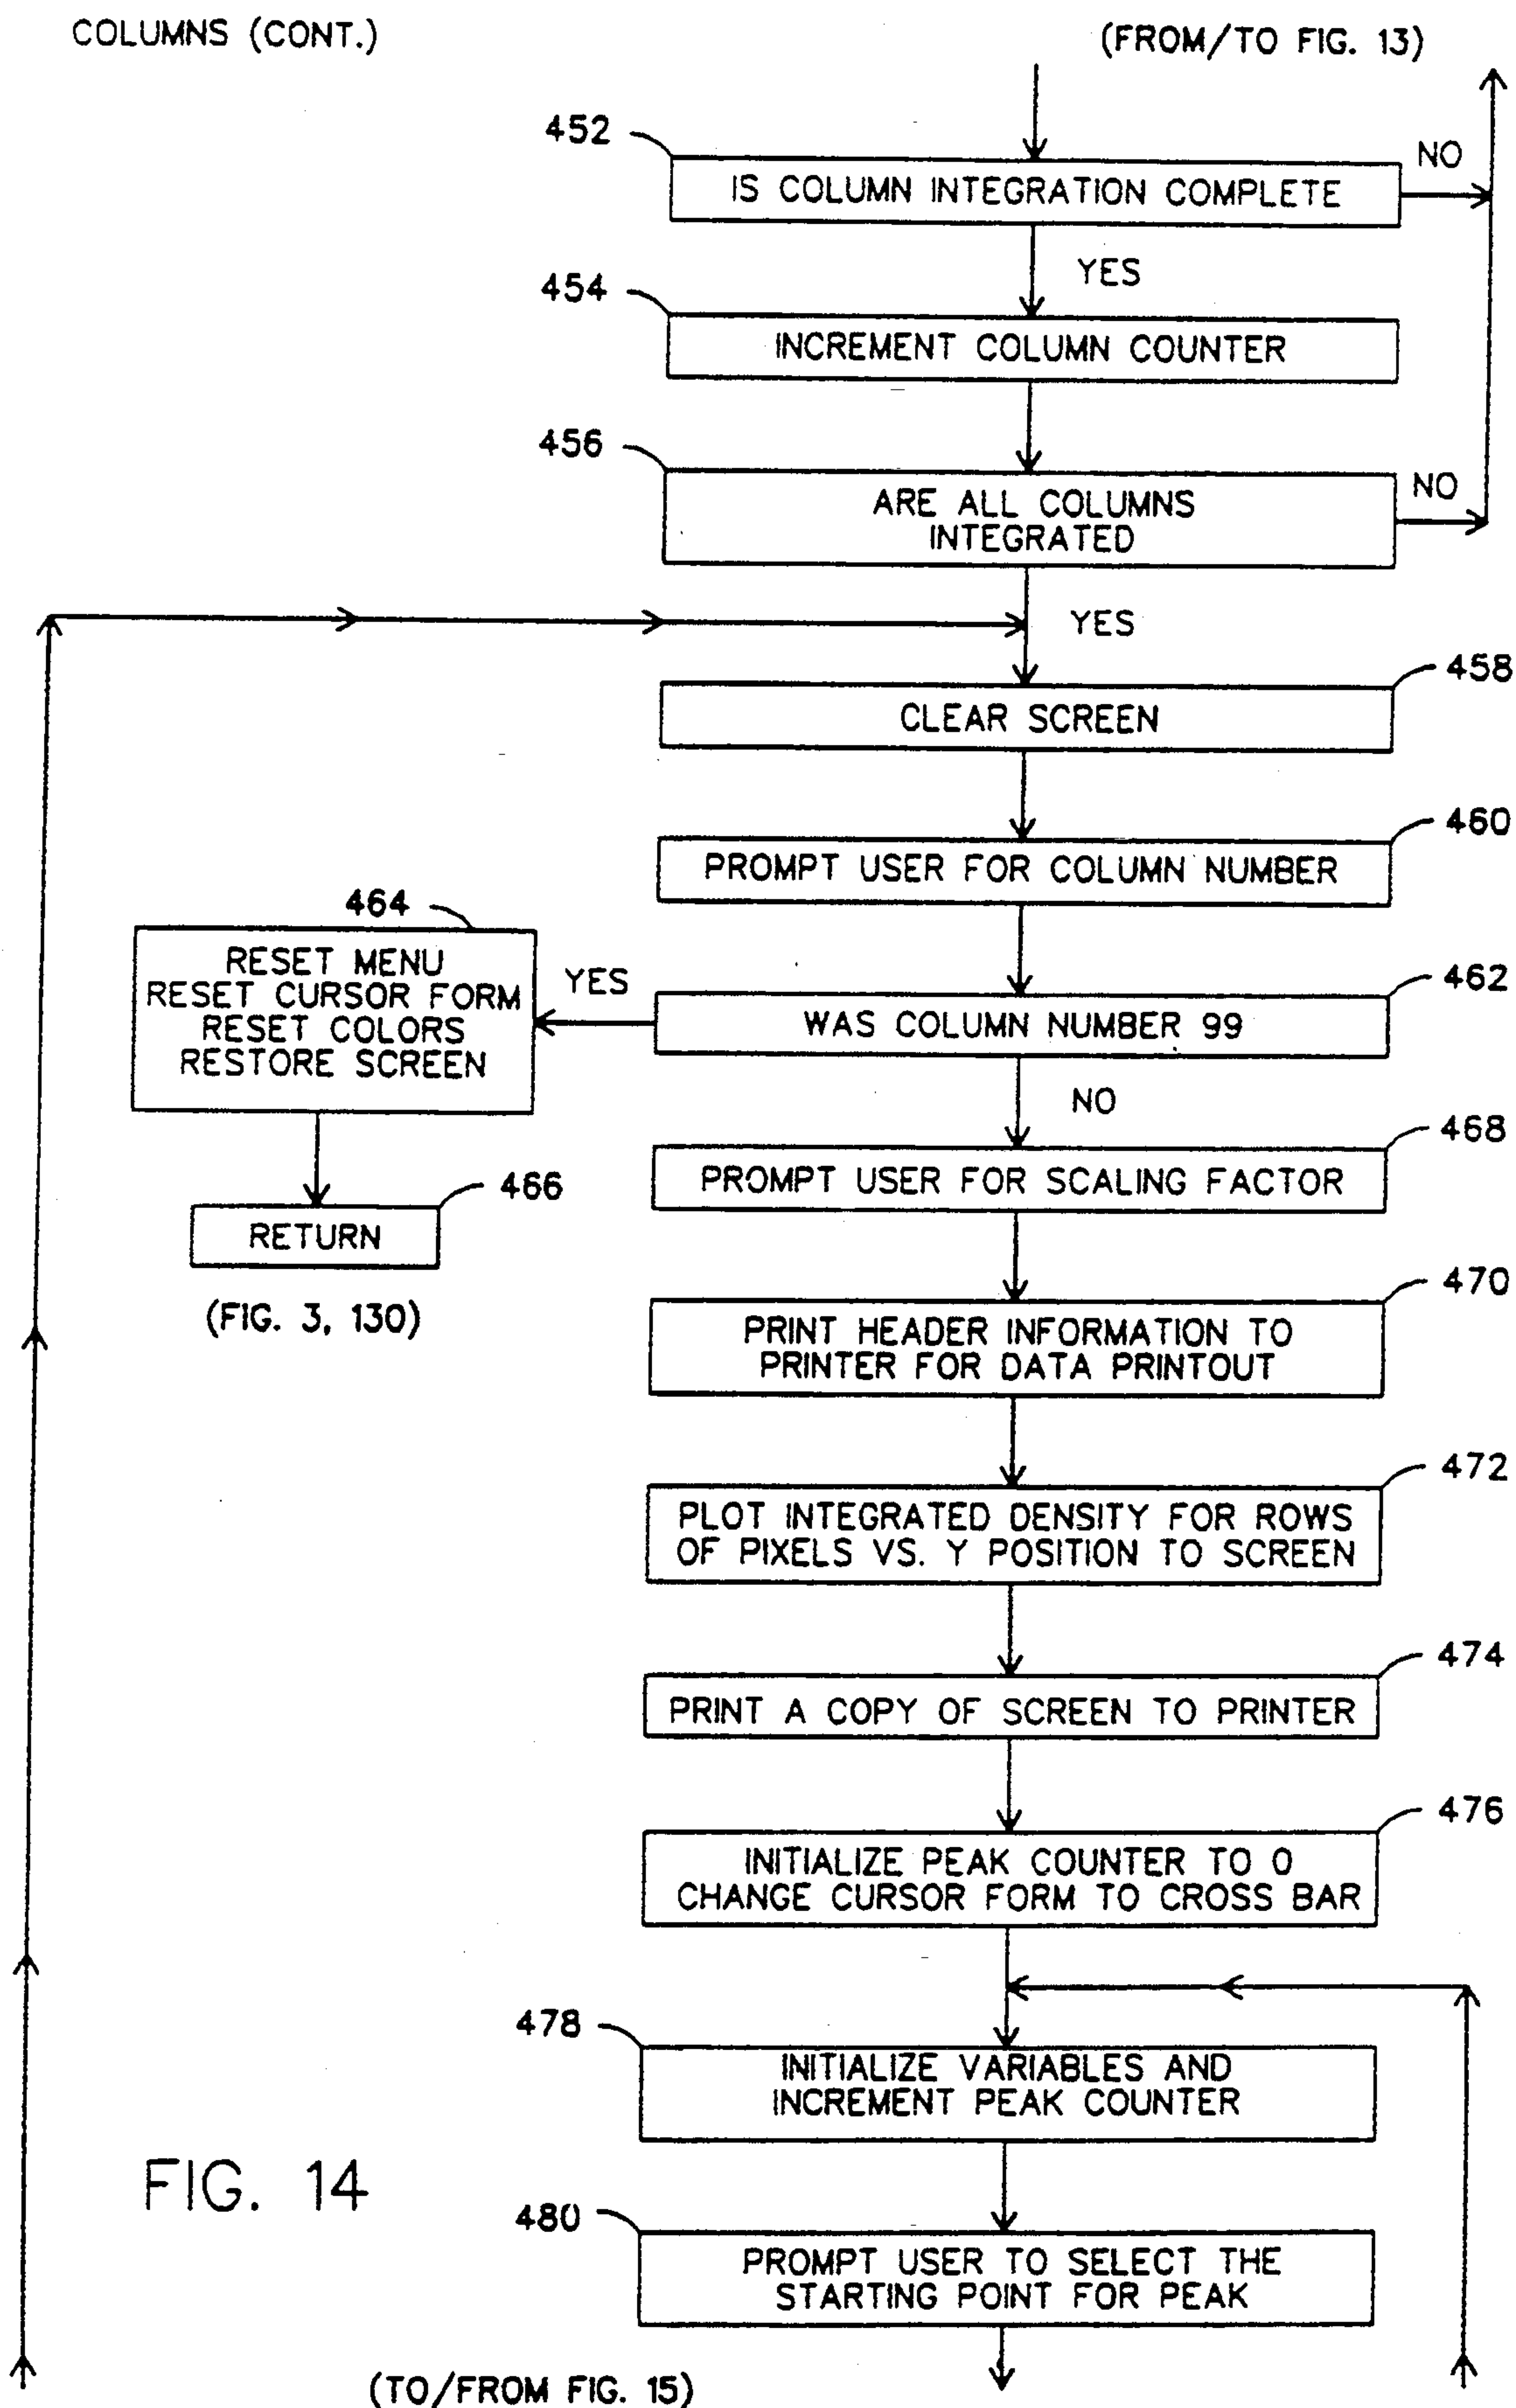 COLUMNS (CONT.)
(FROM/TO FIG. 13)
452
IS COLUMN INTEGRATION COMPLETE
NO
YES
454
INCREMENT COLUMN COUNTER
456
ARE ALL COLUMNS
INTEGRATED
NO
YES
458
CLEAR SCREEN
460
PROMPT USER FOR COLUMN NUMBER
462
WAS COLUMN NUMBER 99
YES
464
RESET MENU
RESET CURSOR FORM
RESET COLORS
RESTORE SCREEN
466
RETURN
(FIG. 3, 130)
NO
468
PROMPT USER FOR SCALING FACTOR
470
PRINT HEADER INFORMATION TO
PRINTER FOR DATA PRINTOUT
472
PLOT INTEGRATED DENSITY FOR ROWS
OF PIXELS VS. Y POSITION TO SCREEN
474
PRINT A COPY OF SCREEN TO PRINTER
476
INITIALIZE PEAK COUNTER TO 0
CHANGE CURSOR FORM TO CROSS BAR
478
INITIALIZE VARIABLES AND
INCREMENT PEAK COUNTER
FIG. 14
480
PROMPT USER TO SELECT THE
STARTING POINT FOR PEAK
(TO/FROM FIG. 15)